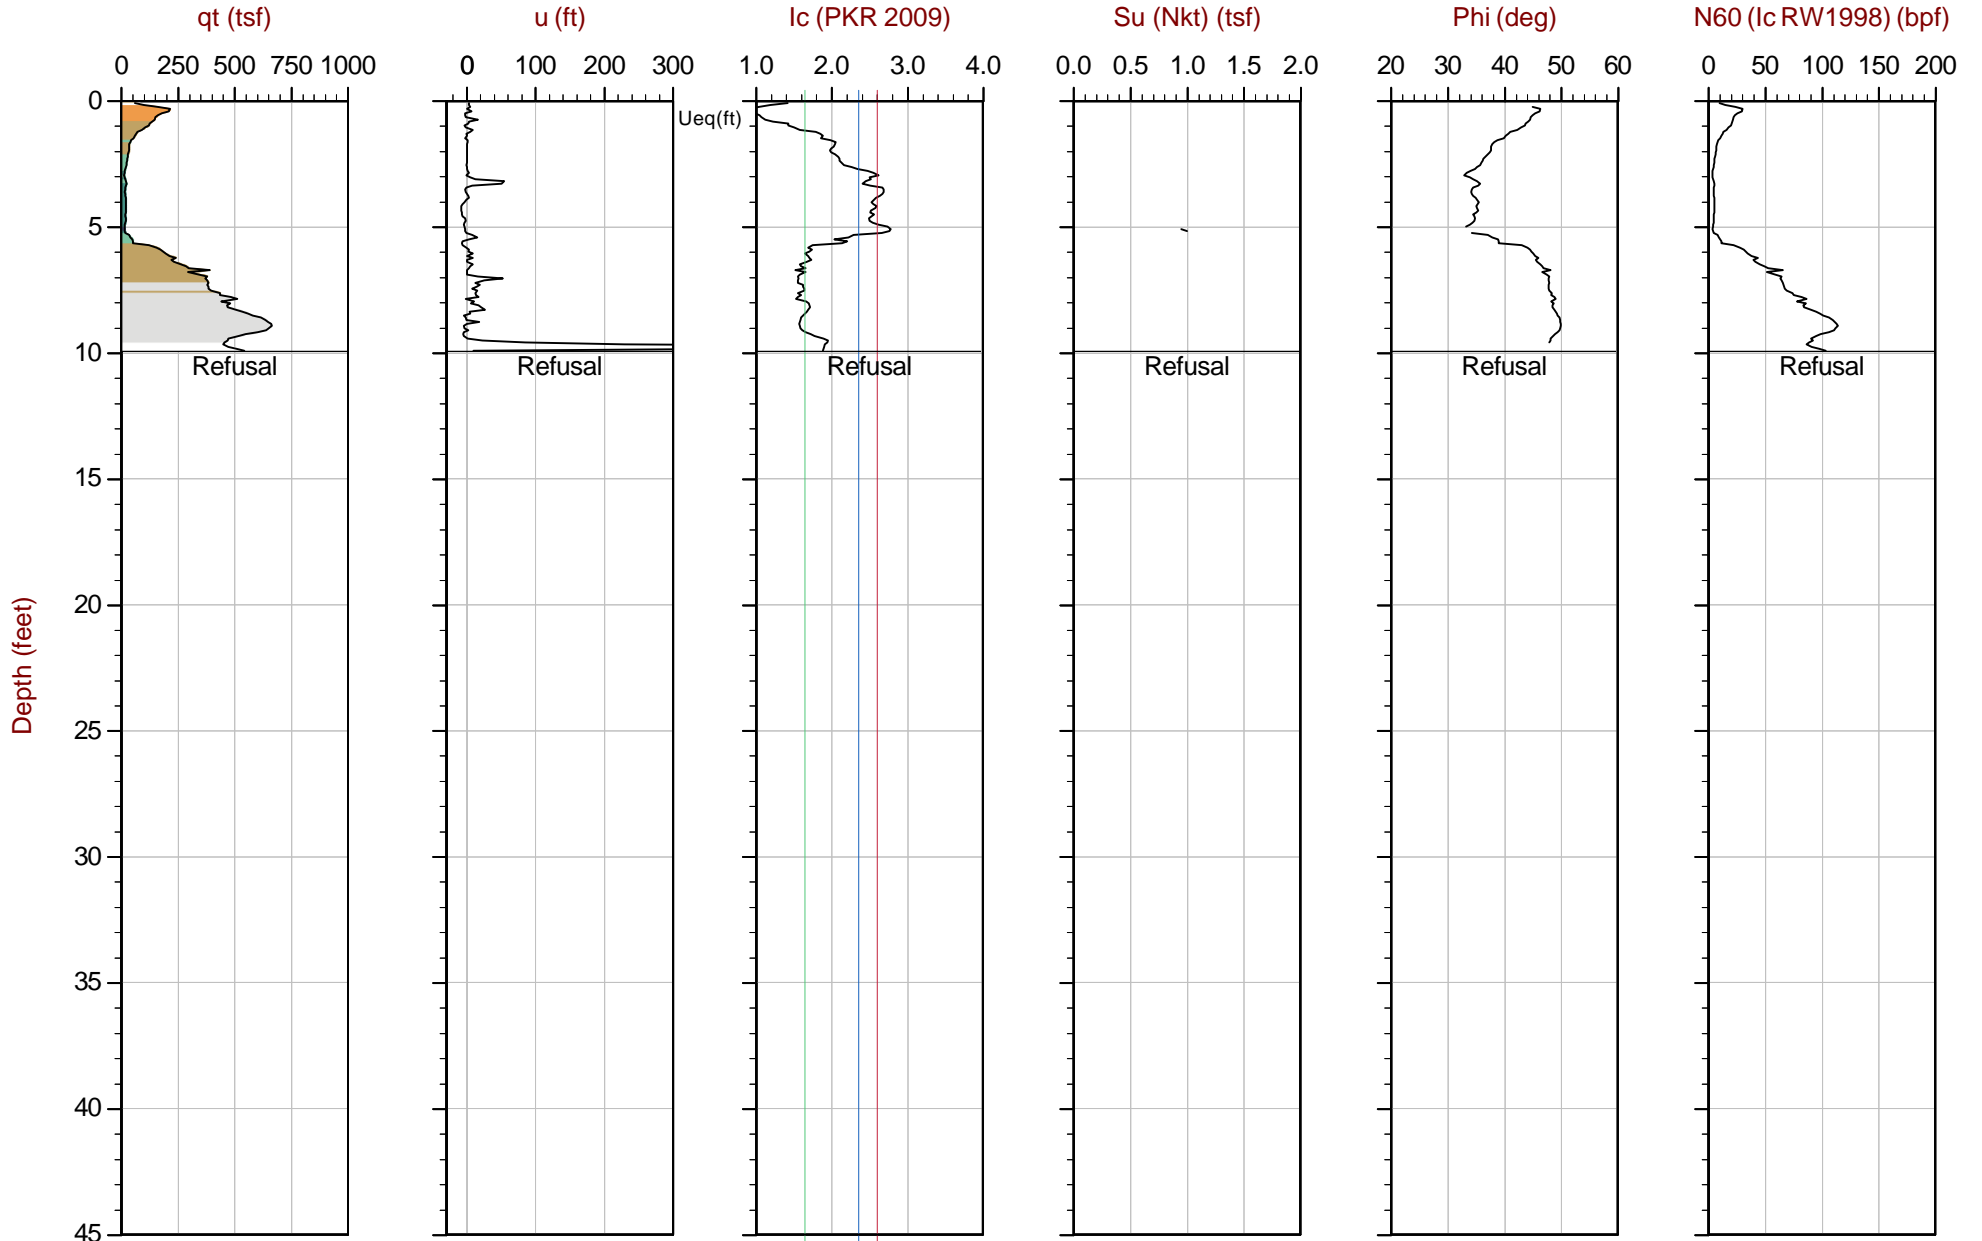 qt (tsf) u (ft) Ic (PKR 2009) Su (Nkt) (tsf) Phi (deg) N60 (Ic RW1998) (bpf)
0 250 500 750 1000 0 100 200 300 1.0 2.0 3.0 4.0 0.0 0.5 1.0 1.5 2.0 20 30 40 50 60 0 50 100 150 200
0
Ueq(ft)
5
10
Refusal Refusal Refusal Refusal Refusal Refusal
15
20
Depth (feet)
25
30
35
40
45